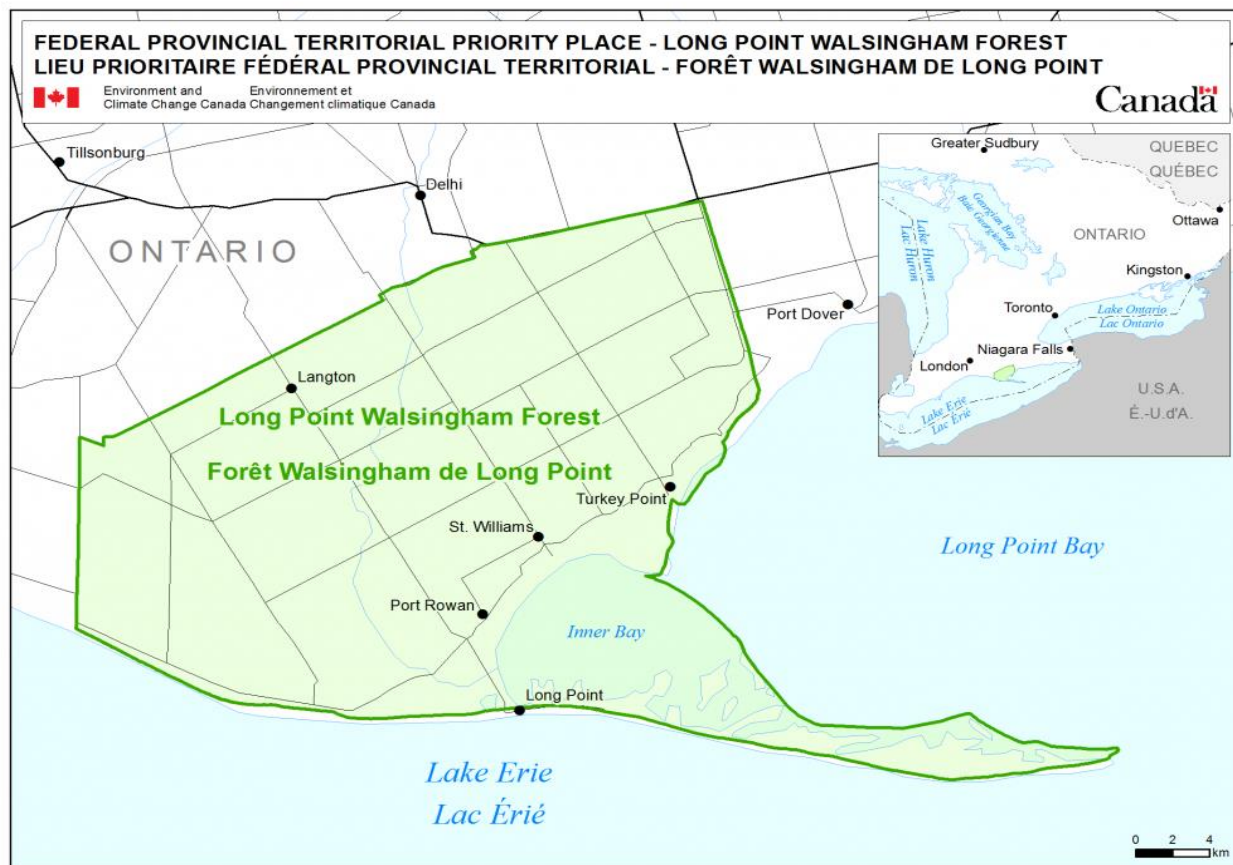 FEDERAL PROVINCIAL TERRITORIAL PRIORITY PLACE - LONG POINT WALSINGHAM FOREST
LIEU PRIORITAIRE FÉDÉRAL PROVINCIAL TERRITORIAL - FORÊT WALSINGHAM DE LONG POINT
Environment and
Climate Change Canada
Environnement et
Changement climatique Canada
Canada
Tillsonburg
Delhi
ONTARIO
Port Dover
Langton
Long Point Walsingham Forest
Forêt Walsingham de Long Point
Turkey Point
St. Williams
Long Point Bay
Port Rowan
Inner Bay
Long Point
Lake Erie
Lac Érié
0 2 4
km
Greater Sudbury
QUEBEC
QUÉBEC
Georgian Bay
Baie Georgienne
Ottawa
ONTARIO
Lake Huron
Lac Huron
Kingston
Toronto
Lake Ontario
Lac Ontario
Niagara Falls
London
U.S.A.
É.-U.d'A.
Lake Erie
Lac Érié